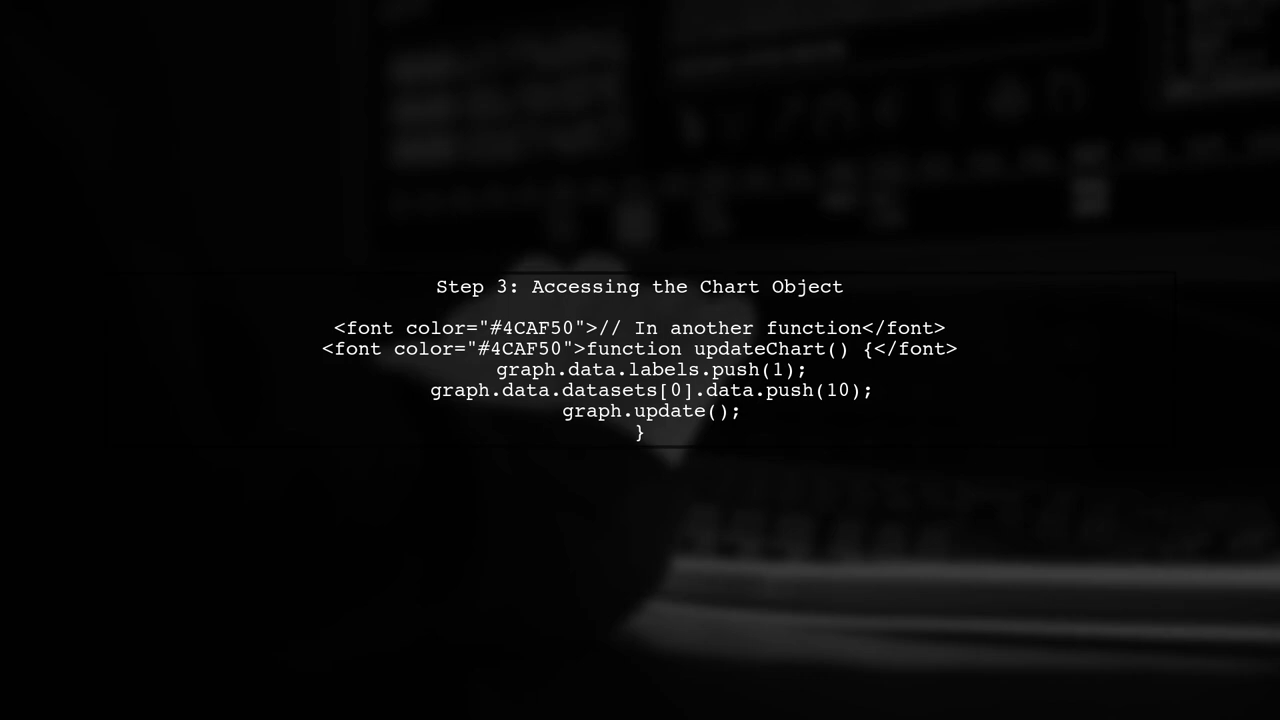 Step 3: Accessing the Chart Object
<font color="#4CAF50">// In another function</font>
<font color="#4CAF50">function updateChart() {</font>
graph.data.labels.push(1);
graph.data.datasets[0].data.push(10);
graph.update();
}